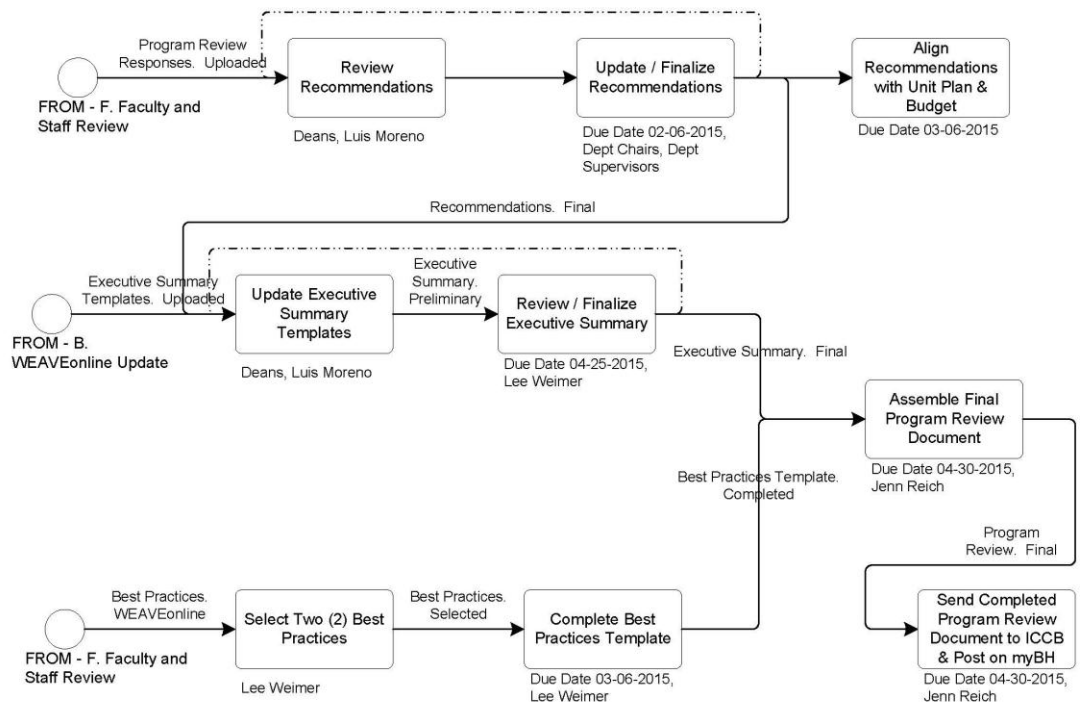 Program Review
Responses.  Uploaded
FROM - F. Faculty and
Staff Review
Review
Recommendations
Deans, Luis Moreno
Update / Finalize
Recommendations
Due Date 02-06-2015,
Dept Chairs, Dept
Supervisors
Align
Recommendations
with Unit Plan &
Budget
Due Date 03-06-2015
Recommendations.  Final
Executive Summary
Templates.  Uploaded
FROM - B.
WEAVEonline Update
Update Executive
Summary
Templates
Deans, Luis Moreno
Executive
Summary.
Preliminary
Review / Finalize
Executive Summary
Due Date 04-25-2015,
Lee Weimer
Executive Summary.  Final
Assemble Final
Program Review
Document
Due Date 04-30-2015,
Jenn Reich
Best Practices Template.
Completed
Program
Review.  Final
Best Practices.
WEAVEonline
FROM - F. Faculty and
Staff Review
Select Two (2) Best
Practices
Lee Weimer
Best Practices.
Selected
Complete Best
Practices Template
Due Date 03-06-2015,
Lee Weimer
Send Completed
Program Review
Document to ICCB
& Post on myBH
Due Date 04-30-2015,
Jenn Reich